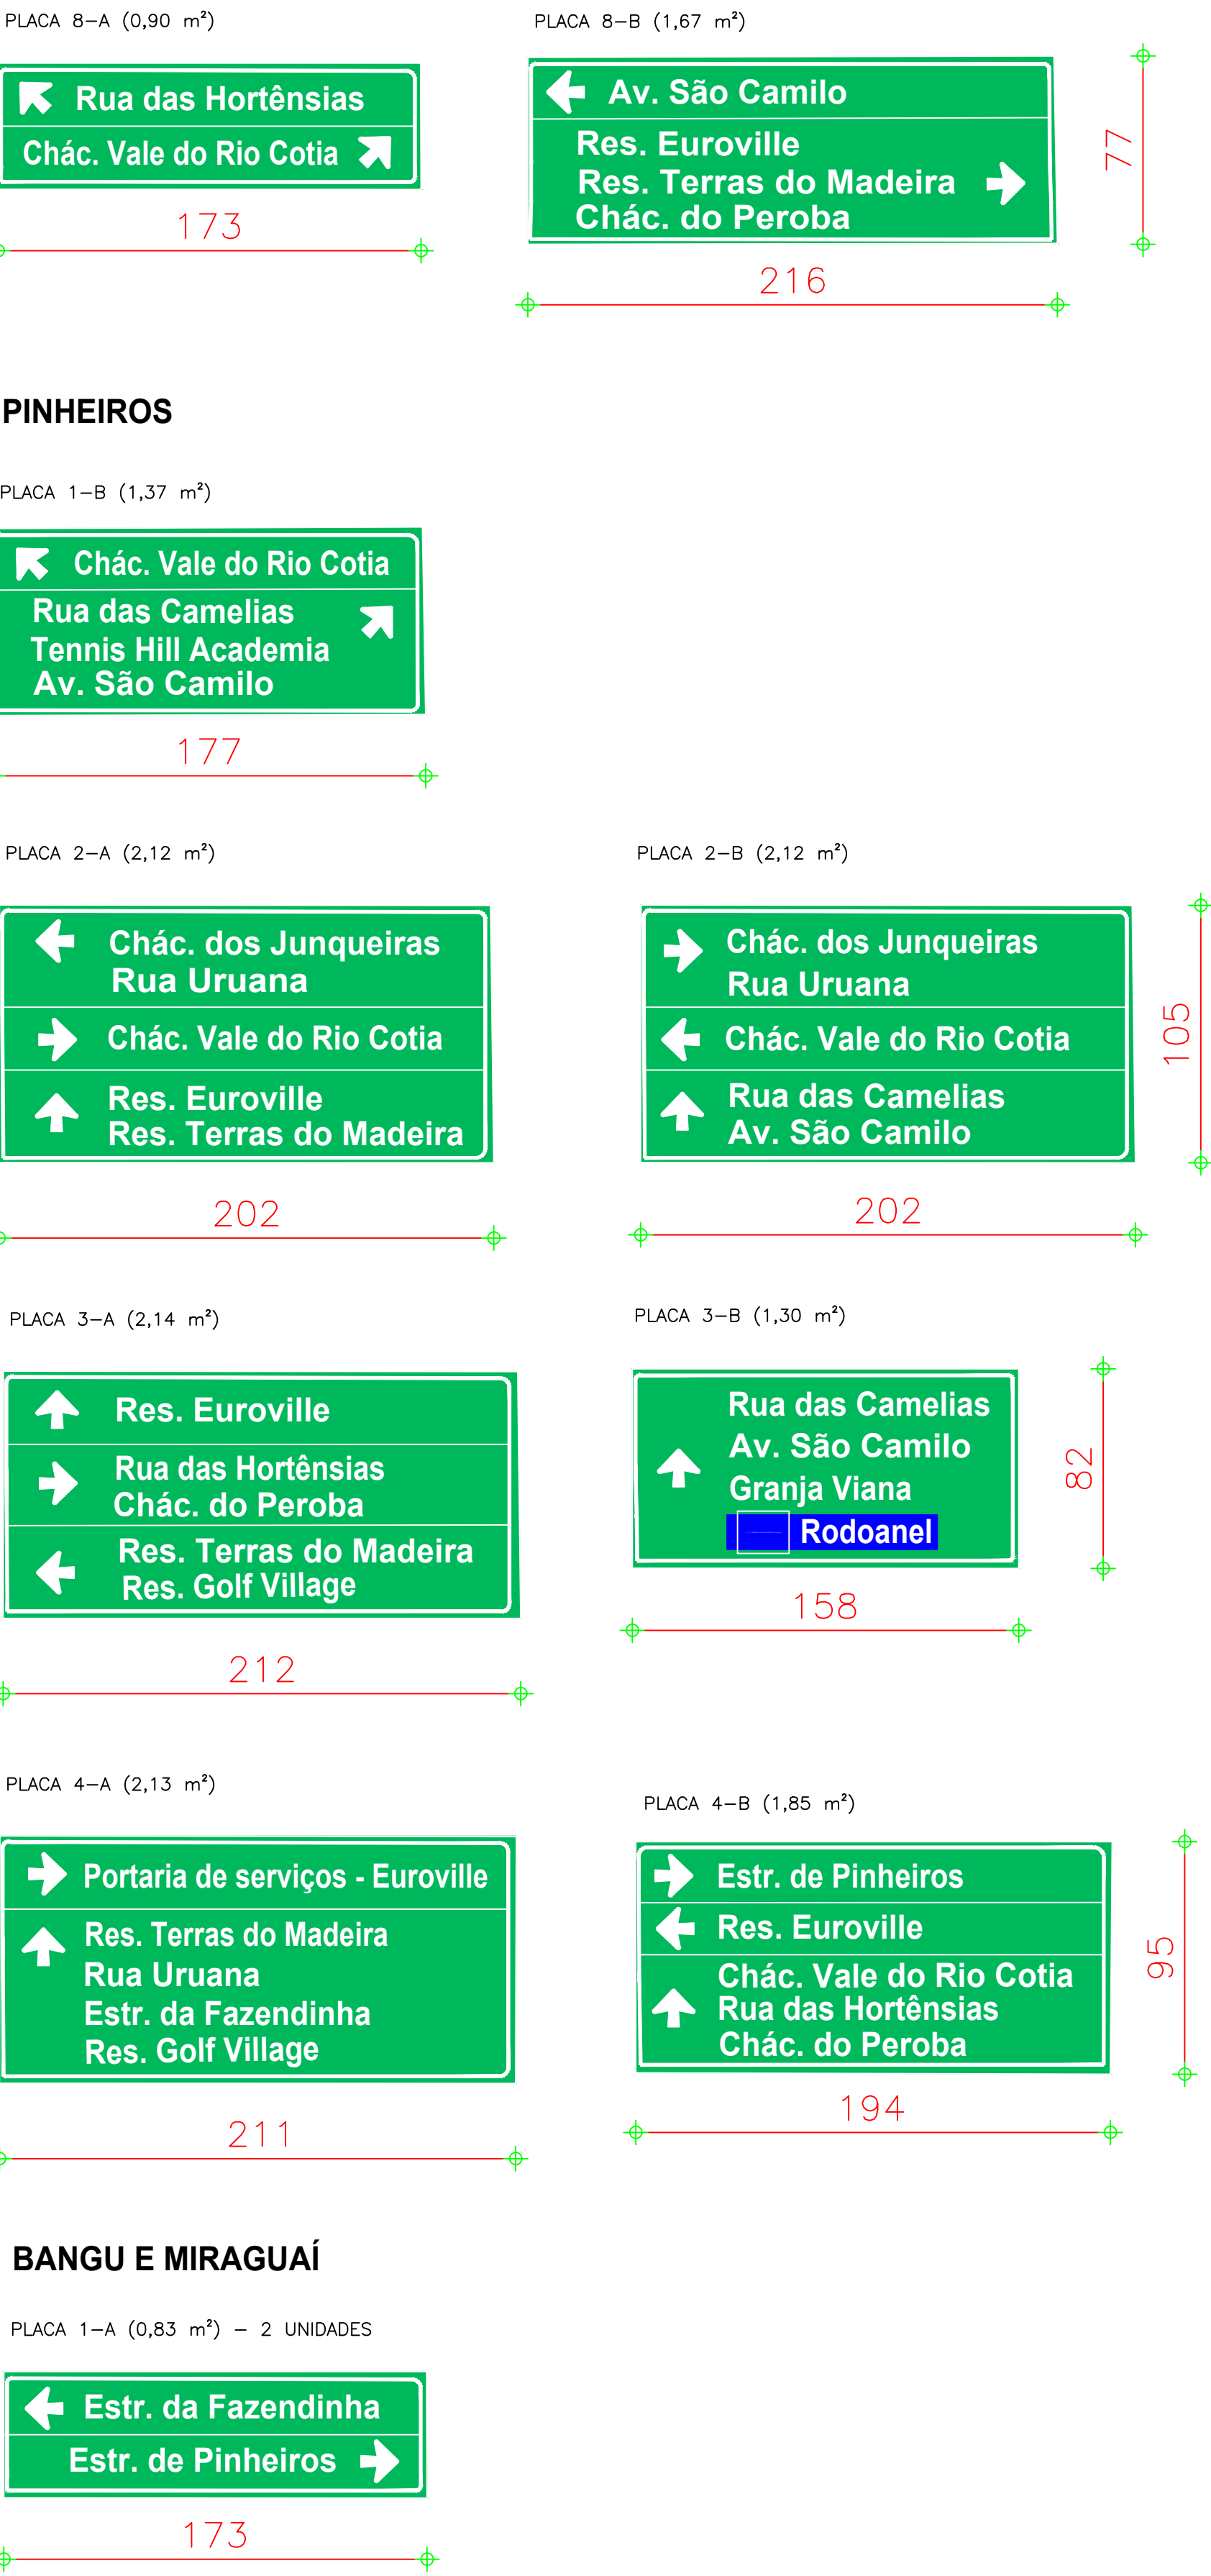 PLACA 8-A (0,90 m²)
Rua das Hortênsias
Chác. Vale do Rio Cotia
173
PLACA 8-B (1,67 m²)
Av. São Camilo
Res. Euroville
Res. Terras do Madeira
Chác. do Peroba
77
216
PINHEIROS
PLACA 1-B (1,37 m²)
Chác. Vale do Rio Cotia
Rua das Camelias
Tennis Hill Academia
Av. São Camilo
177
PLACA 2-A (2,12 m²)
Chác. dos Junqueiras
Rua Uruana
Chác. Vale do Rio Cotia
Res. Euroville
Res. Terras do Madeira
202
PLACA 2-B (2,12 m²)
Chác. dos Junqueiras
Rua Uruana
Chác. Vale do Rio Cotia
Rua das Camelias
Av. São Camilo
105
202
PLACA 3-A (2,14 m²)
Res. Euroville
Rua das Hortênsias
Chác. do Peroba
Res. Terras do Madeira
Res. Golf Village
212
PLACA 3-B (1,30 m²)
Rua das Camelias
Av. São Camilo
Granja Viana
Rodoanel
82
158
PLACA 4-A (2,13 m²)
Portaria de serviços - Euroville
Res. Terras do Madeira
Rua Uruana
Estr. da Fazendinha
Res. Golf Village
211
PLACA 4-B (1,85 m²)
Estr. de Pinheiros
Res. Euroville
Chác. Vale do Rio Cotia
Rua das Hortênsias
Chác. do Peroba
95
194
BANGU E MIRAGUAÍ
PLACA 1-A (0,83 m²) - 2 UNIDADES
Estr. da Fazendinha
Estr. de Pinheiros
173